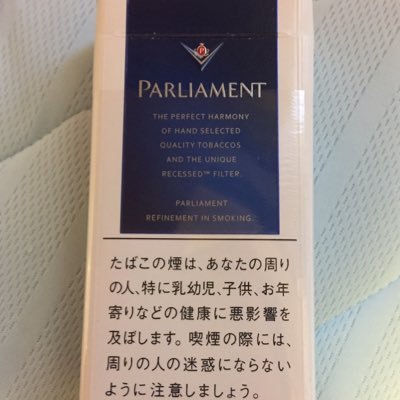 P
PARLIAMENT
THE PERFECT HARMONY
OF HAND SELECTED
QUALITY TOBACCOS
AND THE UNIQUE
RECESSED™ FILTER.
PARLIAMENT
REFINEMENT IN SMOKING.
たばこの煙は、あなたの周り
の人、特に乳幼児、子供、お年
寄りなどの健康に悪影響を
及ぼします。喫煙の際には、
周りの人の迷惑にならない
ように注意しましょう。